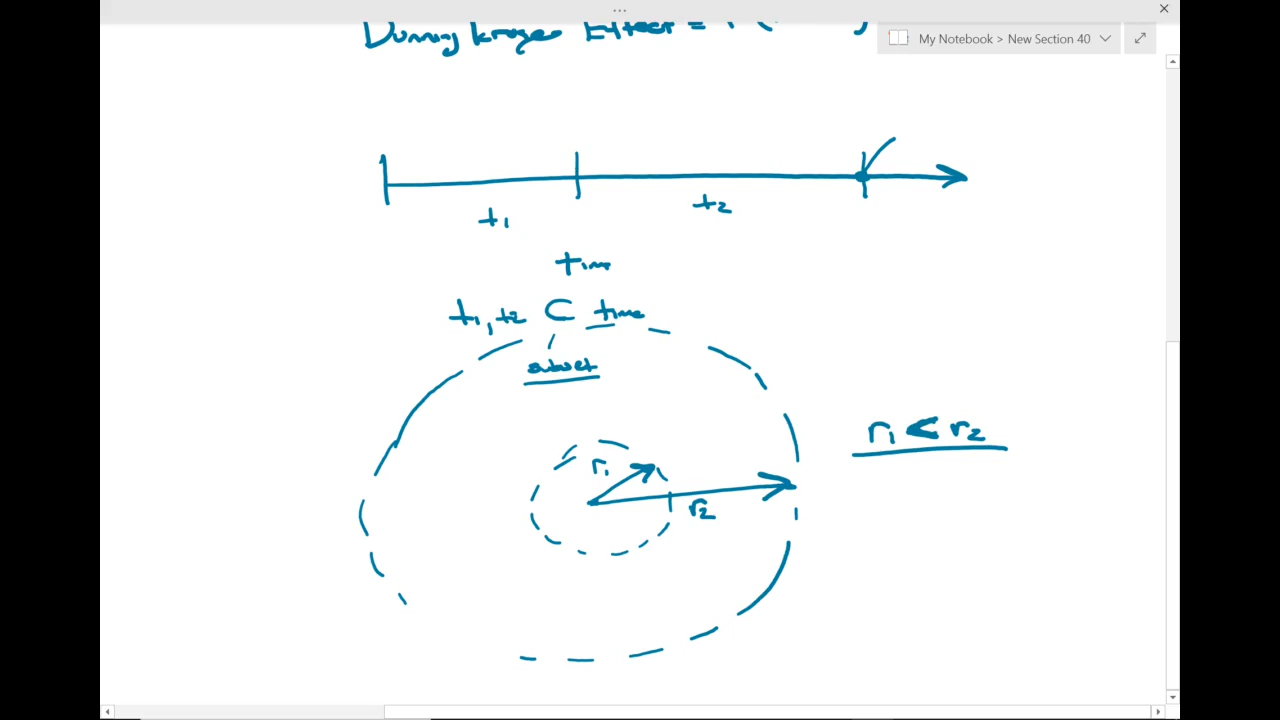 My Notebook > New Section 40
Dunning Kruger Effect =
t1
t2
time
t1, t2 ⊂ time
subset
r1 < r2
r1
r2